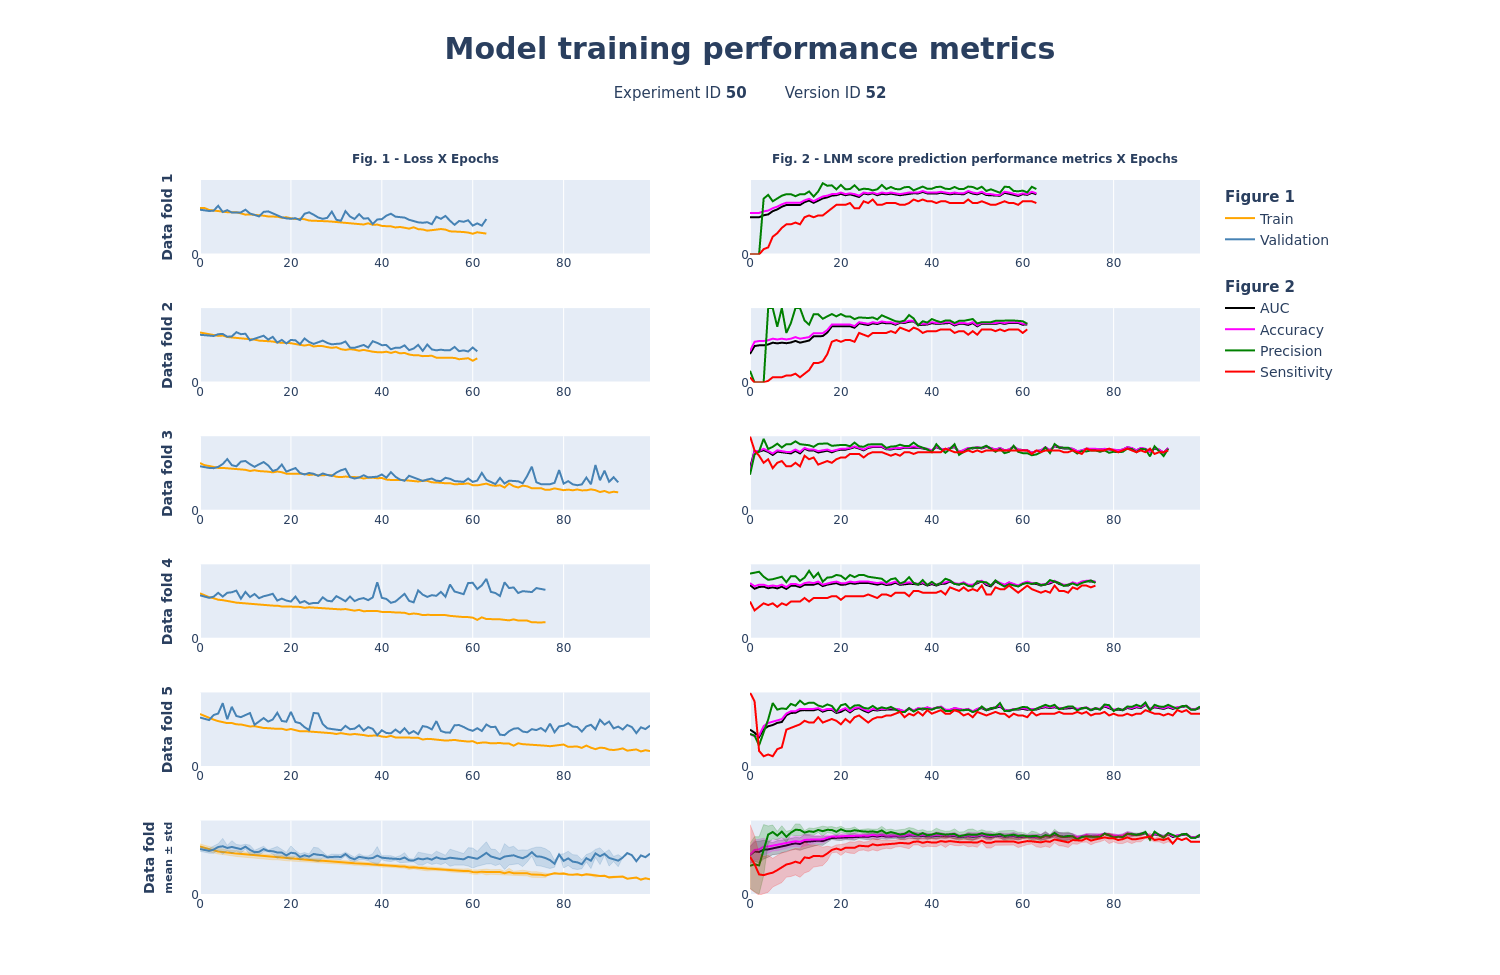 Model training performance metrics
Experiment ID 50 Version ID 52
Fig. 1 - Loss X Epochs
Fig. 2 - LNM score prediction performance metrics X Epochs
Data fold 1
0
0 20 40 60 80
0
0 20 40 60 80
Figure 1
Train
Validation
Figure 2
AUC
Accuracy
Precision
Sensitivity
Data fold 2
0
0 20 40 60 80
0
0 20 40 60 80
Data fold 3
0
0 20 40 60 80
0
0 20 40 60 80
Data fold 4
0
0 20 40 60 80
0
0 20 40 60 80
Data fold 5
0
0 20 40 60 80
0
0 20 40 60 80
Data fold
mean ± std
0
0 20 40 60 80
0
0 20 40 60 80